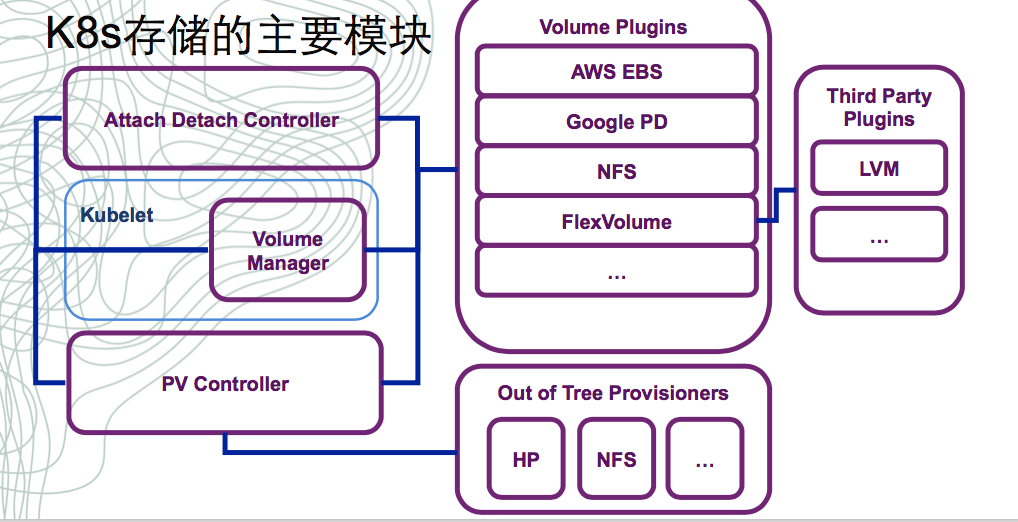 K8s存储的主要模块
Attach Detach Controller
Kubelet
Volume
Manager
PV Controller
Volume Plugins
AWS EBS
Google PD
NFS
FlexVolume
...
Third Party
Plugins
LVM
...
Out of Tree Provisioners
HP
NFS
...